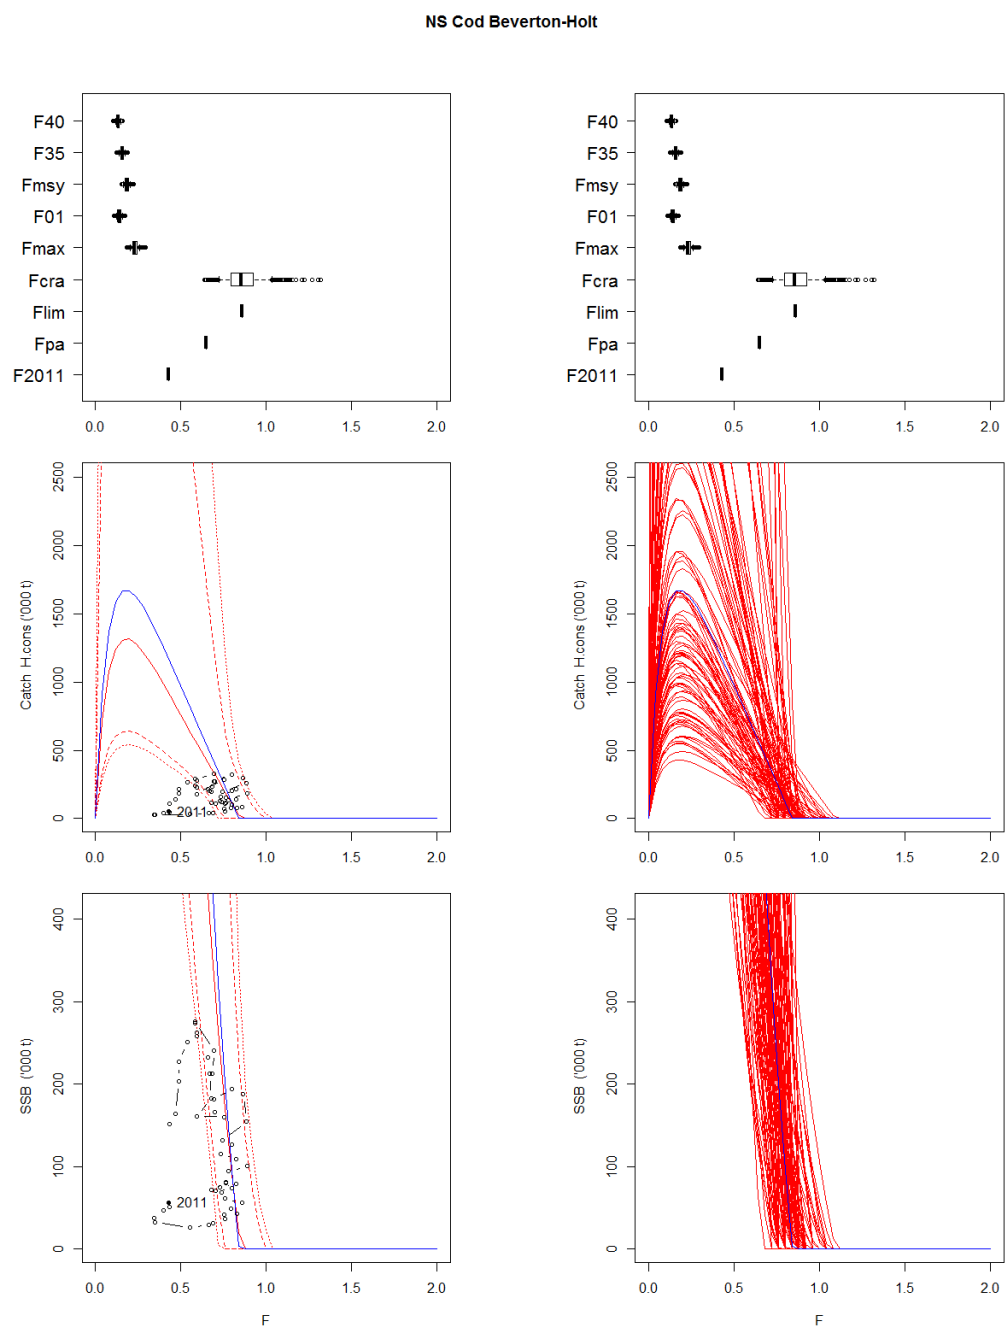 NS Cod Beverton-Holt
F40
F35
Fmsy
F01
Fmax
Fcra
Flim
Fpa
F2011
0.0 0.5 1.0 1.5 2.0
F40
F35
Fmsy
F01
Fmax
Fcra
Flim
Fpa
F2011
0.0 0.5 1.0 1.5 2.0
Catch H.cons ('000 t)
0 500 1000 1500 2000 2500
2011
0.0 0.5 1.0 1.5 2.0
Catch H.cons ('000 t)
0 500 1000 1500 2000 2500
0.0 0.5 1.0 1.5 2.0
SSB ('000 t)
0 100 200 300 400
2011
0.0 0.5 1.0 1.5 2.0
F
SSB ('000 t)
0 100 200 300 400
0.0 0.5 1.0 1.5 2.0
F